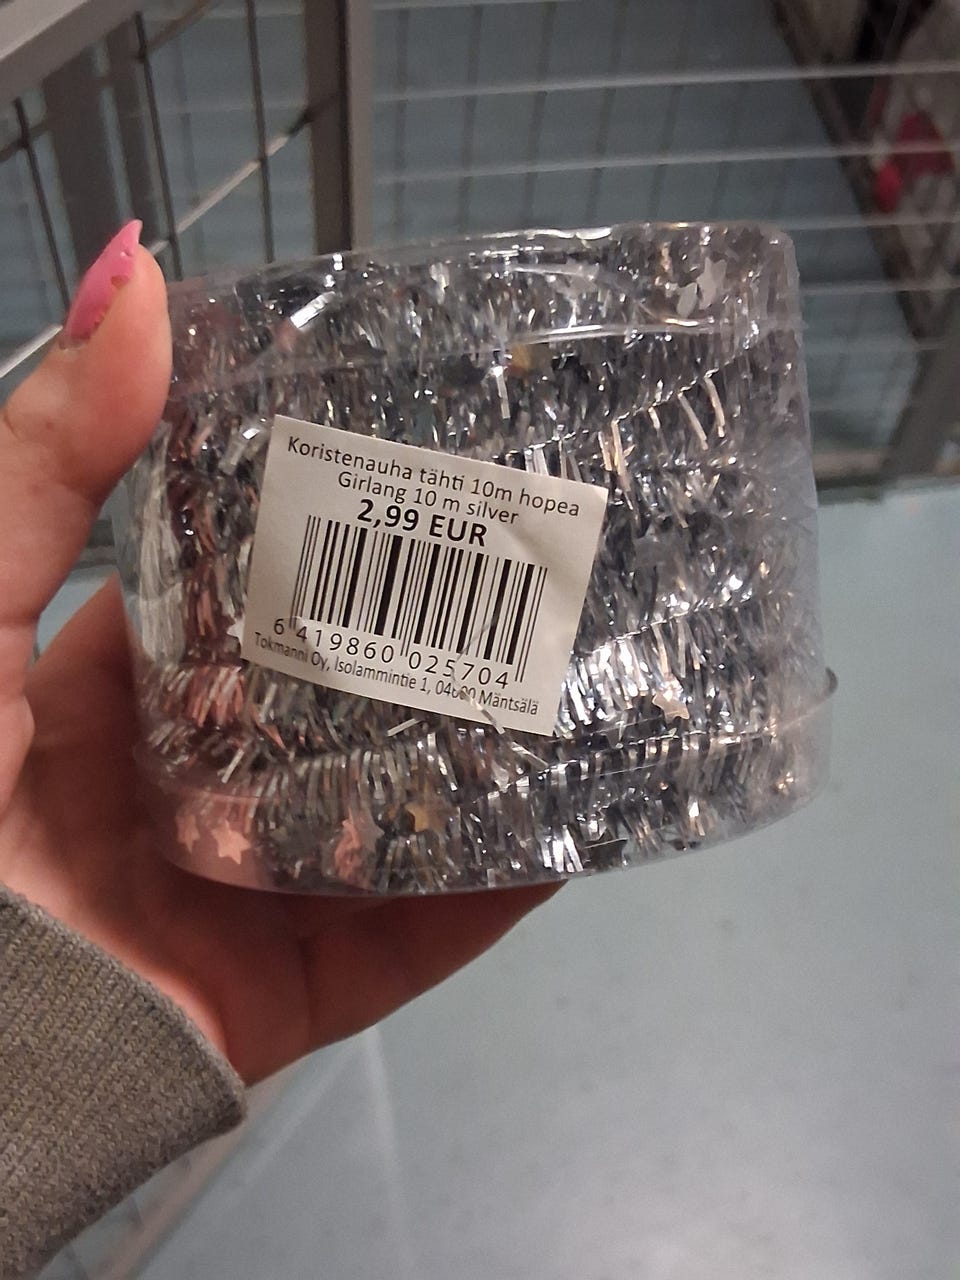 Koristenauha tähti 10m hopea
Girlang 10 m silver
2,99 EUR
6 419860 025704
Tokmanni Oy, Isolammintie 1, 04600 Mäntsälä